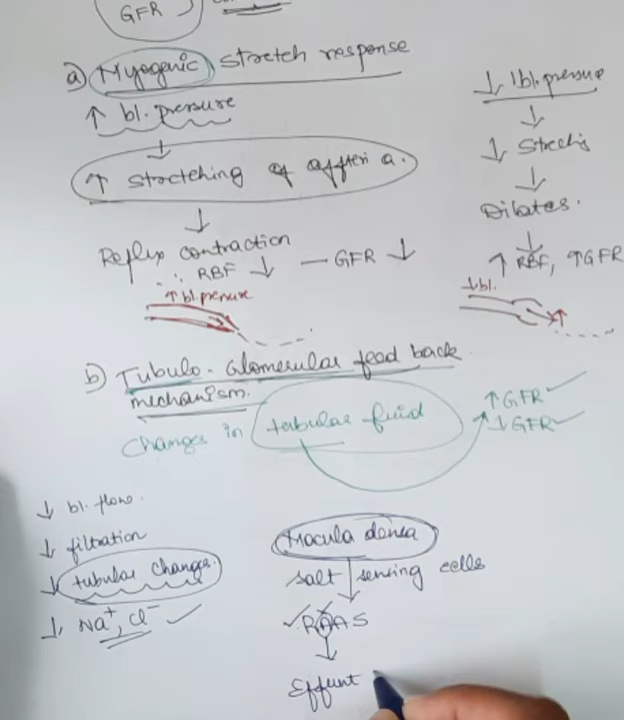 GFR
a) Myogenic stretch response
↑ bl. pressure
↓
↑ stretching of affteri a.
↓
Reflex contraction
∴ RBF ↓ — GFR ↓
↑ bl. pressure
↓ bl. pressure
↓
↓ Stretch
↓
Dilates.
↓
↑ RBF, ↑GFR
↓bl.
b) Tubulo-Glomerular feed back
mechanism.
Changes in tubular fluid
↑GFR
↓GFR
↓ bl. flow.
↓ filtration
↓ tubular changes.
↓ Na⁺, Cl⁻
Macula densa
salt sensing cells
↓
RAAS
↓
Effunt